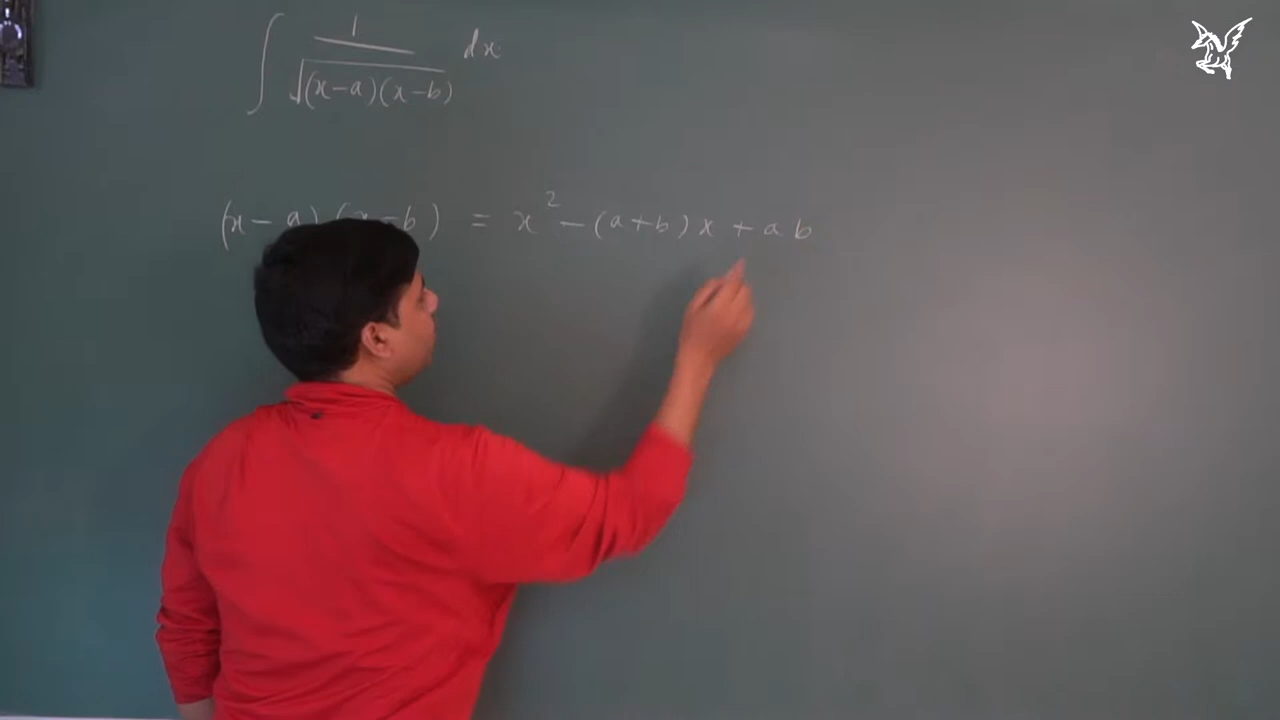 ∫ 1/√((x-a)(x-b)) dx
(x-a)(x-b) = x² - (a+b)x + ab